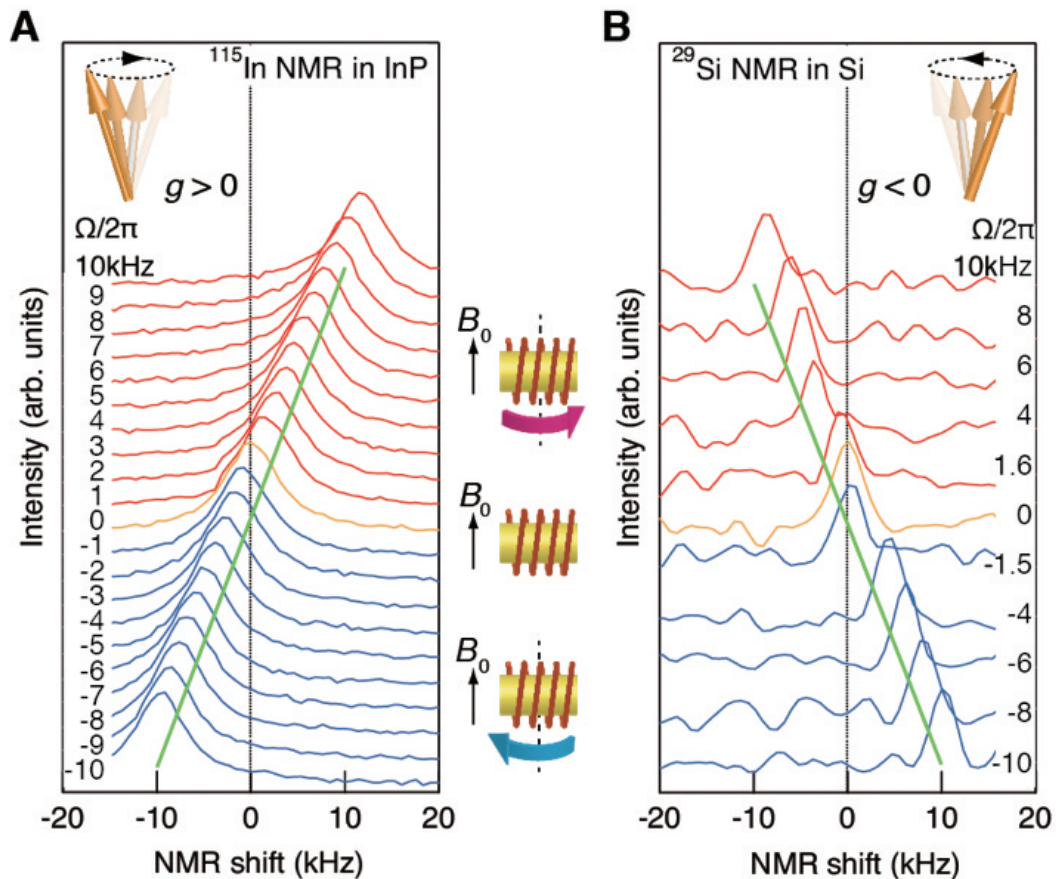 A
¹¹⁵In NMR in InP
g > 0
Ω/2π
10kHz
9
8
7
6
5
4
3
2
1
0
-1
-2
-3
-4
-5
-6
-7
-8
-9
-10
Intensity (arb. units)
-20
-10
0
10
20
NMR shift (kHz)
B₀
B₀
B₀
B
²⁹Si NMR in Si
g < 0
Ω/2π
10kHz
8
6
4
1.6
0
-1.5
-4
-6
-8
-10
Intensity (arb. units)
-20
-10
0
10
20
NMR shift (kHz)